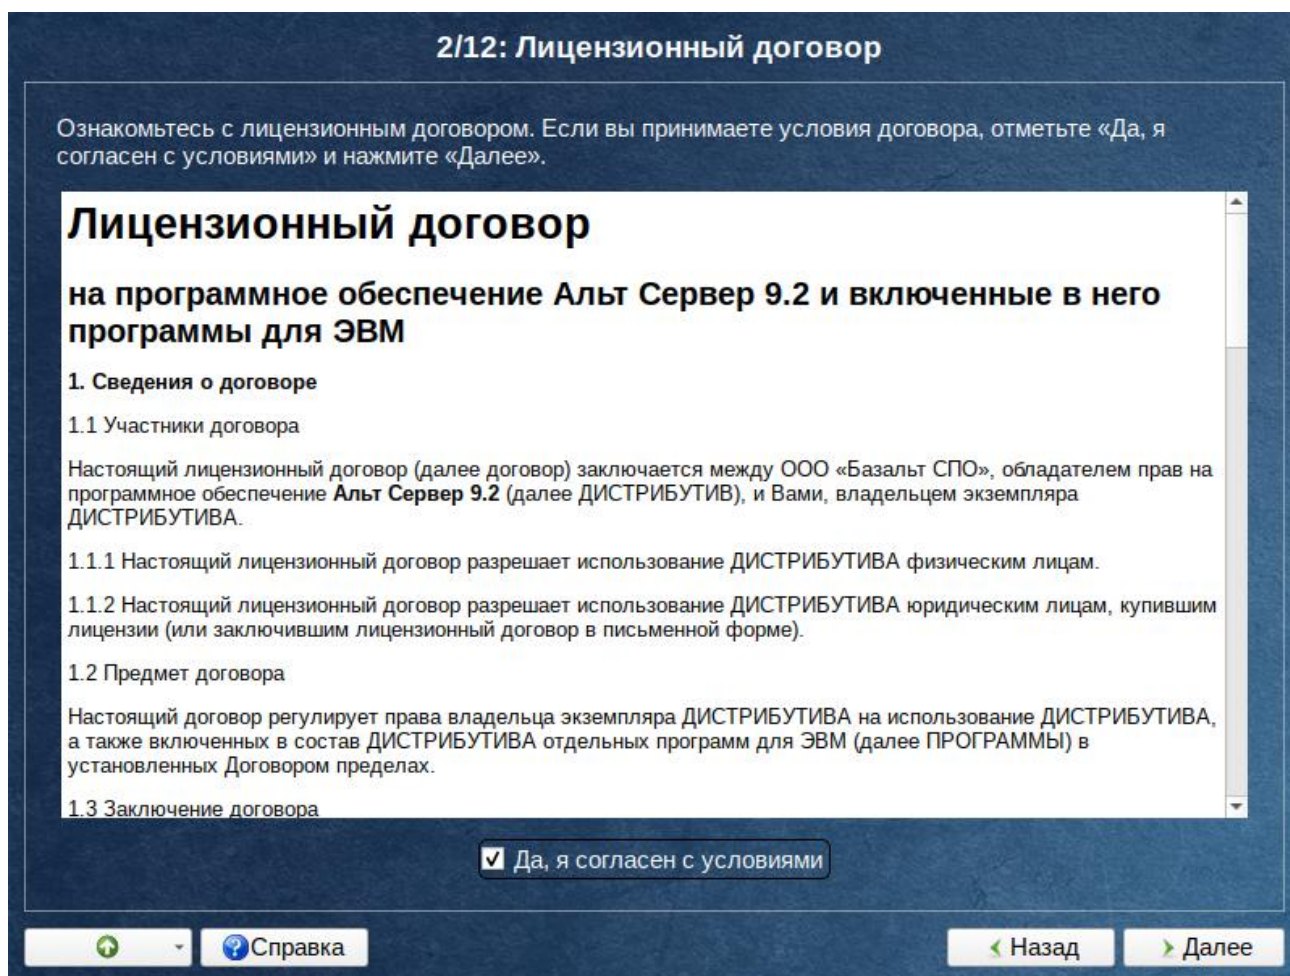 2/12: Лицензионный договор
Ознакомьтесь с лицензионным договором. Если вы принимаете условия договора, отметьте «Да, я
согласен с условиями» и нажмите «Далее».
Лицензионный договор
на программное обеспечение Альт Сервер 9.2 и включенные в него
программы для ЭВМ
1. Сведения о договоре
1.1 Участники договора
Настоящий лицензионный договор (далее договор) заключается между ООО «Базальт СПО», обладателем прав на
программное обеспечение Альт Сервер 9.2 (далее ДИСТРИБУТИВ), и Вами, владельцем экземпляра
ДИСТРИБУТИВА.
1.1.1 Настоящий лицензионный договор разрешает использование ДИСТРИБУТИВА физическим лицам.
1.1.2 Настоящий лицензионный договор разрешает использование ДИСТРИБУТИВА юридическим лицам, купившим
лицензии (или заключившим лицензионный договор в письменной форме).
1.2 Предмет договора
Настоящий договор регулирует права владельца экземпляра ДИСТРИБУТИВА на использование ДИСТРИБУТИВА,
а также включенных в состав ДИСТРИБУТИВА отдельных программ для ЭВМ (далее ПРОГРАММЫ) в
установленных Договором пределах.
1.3 Заключение договора
Да, я согласен с условиями
Справка
Назад
Далее